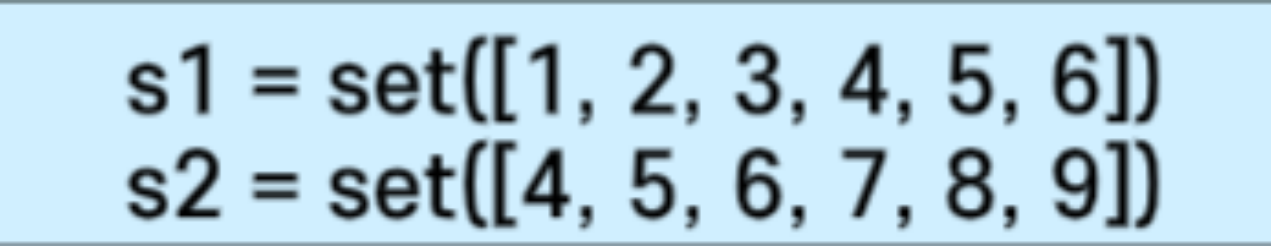 s1 = set([1, 2, 3, 4, 5, 6])
s2 = set([4, 5, 6, 7, 8, 9])